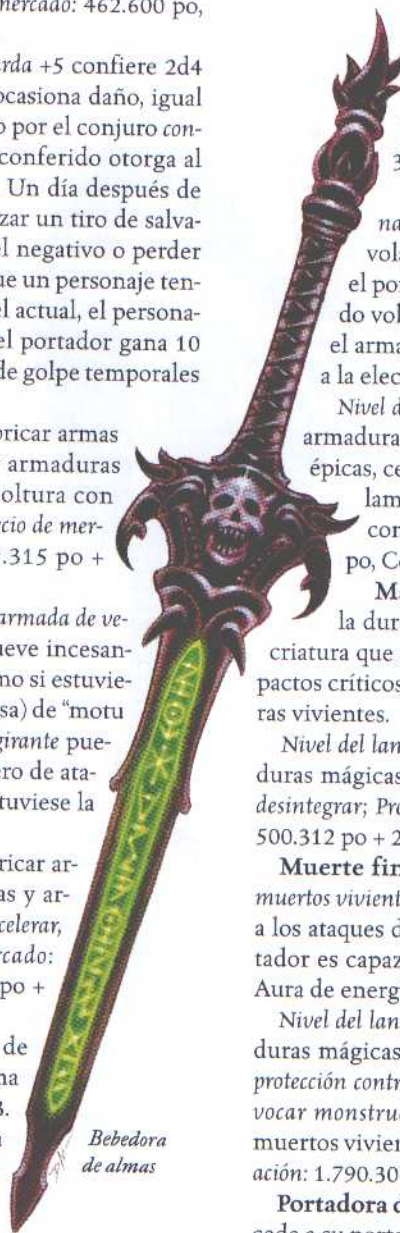 mercado: 462.600 po,
rda +5 confiere 2d4
ocasiona daño, igual
o por el conjuro con-
conferido otorga al
Un día después de
zar un tiro de salva-
el negativo o perder
ue un personaje ten-
el actual, el persona-
el portador gana 10
de golpe temporales
bricar armas
y armaduras
oltura con
cio de mer-
.315 po +
armada de ve-
ueve incesan-
mo si estuvie-
sa) de “motu
girante pue-
ero de ata-
tuviese la
ricar ar-
as y ar-
celerar,
rcado:
po +
de
na
3.
Bebedora
de almas
3
na
vola
el por
do vol
el arma
a la elec
Nivel d
armadura
épicas, ce
lam
con
po, Co
Ma
la dur
criatura que
pactos críticos
ras vivientes.
Nivel del lan
duras mágicas
desintegrar; Pre
500.312 po + 2
Muerte fin
muertos vivient
a los ataques d
tador es capaz
Aura de energ
Nivel del lan
duras mágicas
protección contr
vocar monstru
muertos vivien
ación: 1.790.30
Portadora d